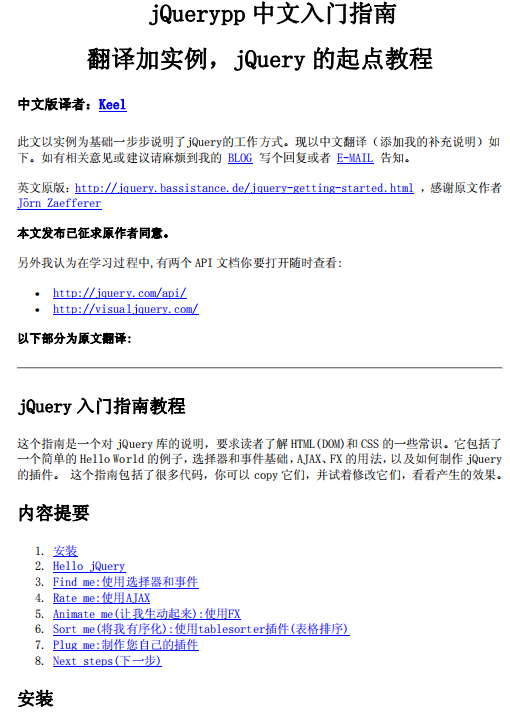 jQuerypp 中文入门指南
翻译加实例，jQuery 的起点教程
中文版译者：Keel
此文以实例为基础一步步说明了jQuery的工作方式。现以中文翻译（添加我的补充说明）如
下。如有相关意见或建议请麻烦到我的 BLOG 写个回复或者 E-MAIL 告知。
英文原版：http://jquery.bassistance.de/jquery-getting-started.html ，感谢原文作者
Jörn Zaefferer
本文发布已征求原作者同意。
另外我认为在学习过程中,有两个 API 文档你要打开随时查看:
• http://jquery.com/api/
• http://visualjquery.com/
以下部分为原文翻译:
jQuery 入门指南教程
这个指南是一个对 jQuery 库的说明，要求读者了解 HTML(DOM)和 CSS 的一些常识。它包括了
一个简单的 Hello World 的例子，选择器和事件基础，AJAX、FX 的用法，以及如何制作 jQuery
的插件。 这个指南包括了很多代码，你可以 copy 它们，并试着修改它们，看看产生的效果。
内容提要
1. 安装
2. Hello jQuery
3. Find me:使用选择器和事件
4. Rate me:使用AJAX
5. Animate me(让我生动起来):使用FX
6. Sort me(将我有序化):使用tablesorter插件(表格排序)
7. Plug me:制作您自己的插件
8. Next steps(下一步)
安装